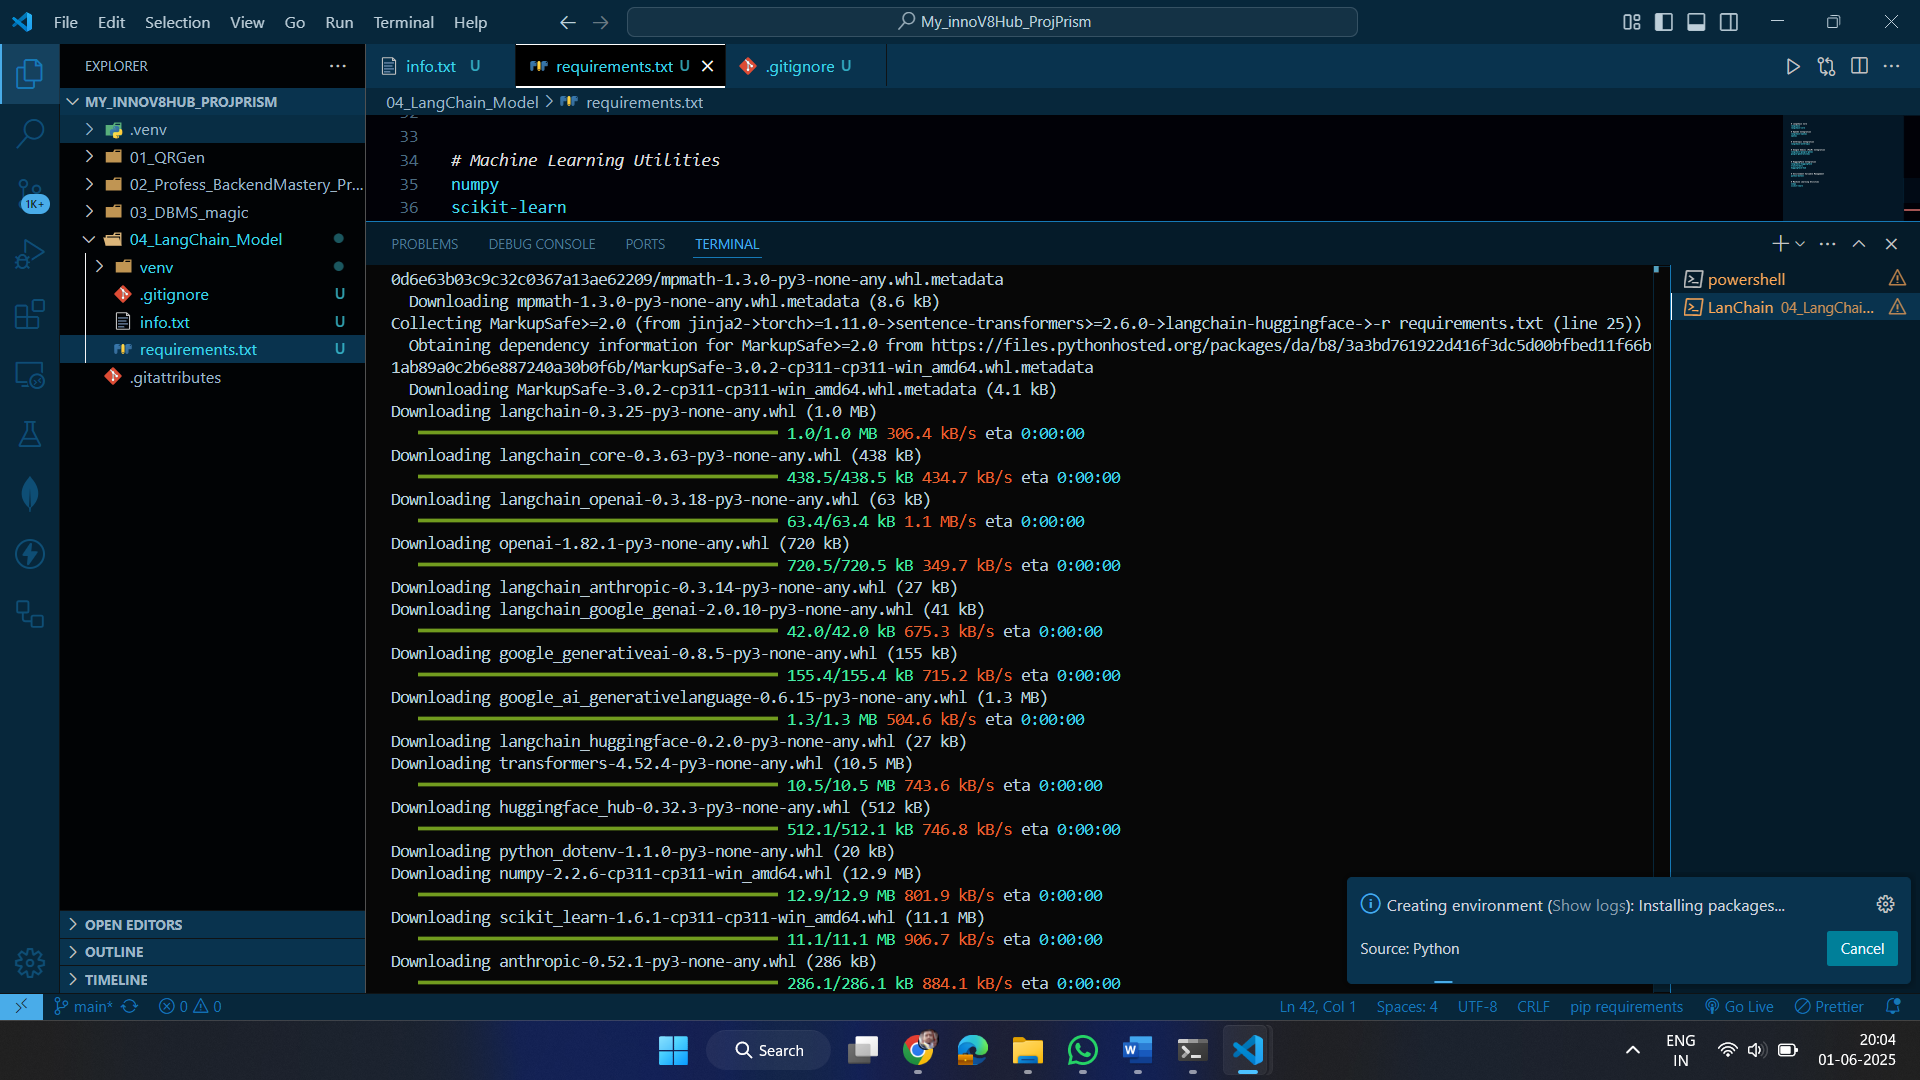 File Edit Selection View Go Run Terminal Help
My_innoV8Hub_ProjPrism
EXPLORER
MY_INNOV8HUB_PROJPRISM
.venv
01_QRGen
02_Profess_BackendMastery_Pr...
03_DBMS_magic
04_LangChain_Model
venv
.gitignore U
info.txt U
requirements.txt U
.gitattributes
OPEN EDITORS
OUTLINE
TIMELINE
1K+
info.txt U
requirements.txt U
.gitignore U
04_LangChain_Model > requirements.txt
33
34 # Machine Learning Utilities
35 numpy
36 scikit-learn
PROBLEMS DEBUG CONSOLE PORTS TERMINAL
0d6e63b03c9c32c0367a13ae62209/mpmath-1.3.0-py3-none-any.whl.metadata
Downloading mpmath-1.3.0-py3-none-any.whl.metadata (8.6 kB)
Collecting MarkupSafe>=2.0 (from jinja2->torch>=1.11.0->sentence-transformers>=2.6.0->langchain-huggingface->-r requirements.txt (line 25))
Obtaining dependency information for MarkupSafe>=2.0 from https://files.pythonhosted.org/packages/da/b8/3a3bd761922d416f3dc5d00bfbed11f66b
1ab89a0c2b6e887240a30b0f6b/MarkupSafe-3.0.2-cp311-cp311-win_amd64.whl.metadata
Downloading MarkupSafe-3.0.2-cp311-cp311-win_amd64.whl.metadata (4.1 kB)
Downloading langchain-0.3.25-py3-none-any.whl (1.0 MB)
1.0/1.0 MB 306.4 kB/s eta 0:00:00
Downloading langchain_core-0.3.63-py3-none-any.whl (438 kB)
438.5/438.5 kB 434.7 kB/s eta 0:00:00
Downloading langchain_openai-0.3.18-py3-none-any.whl (63 kB)
63.4/63.4 kB 1.1 MB/s eta 0:00:00
Downloading openai-1.82.1-py3-none-any.whl (720 kB)
720.5/720.5 kB 349.7 kB/s eta 0:00:00
Downloading langchain_anthropic-0.3.14-py3-none-any.whl (27 kB)
Downloading langchain_google_genai-2.0.10-py3-none-any.whl (41 kB)
42.0/42.0 kB 675.3 kB/s eta 0:00:00
Downloading google_generativeai-0.8.5-py3-none-any.whl (155 kB)
155.4/155.4 kB 715.2 kB/s eta 0:00:00
Downloading google_ai_generativelanguage-0.6.15-py3-none-any.whl (1.3 MB)
1.3/1.3 MB 504.6 kB/s eta 0:00:00
Downloading langchain_huggingface-0.2.0-py3-none-any.whl (27 kB)
Downloading transformers-4.52.4-py3-none-any.whl (10.5 MB)
10.5/10.5 MB 743.6 kB/s eta 0:00:00
Downloading huggingface_hub-0.32.3-py3-none-any.whl (512 kB)
512.1/512.1 kB 746.8 kB/s eta 0:00:00
Downloading python_dotenv-1.1.0-py3-none-any.whl (20 kB)
Downloading numpy-2.2.6-cp311-cp311-win_amd64.whl (12.9 MB)
12.9/12.9 MB 801.9 kB/s eta 0:00:00
Downloading scikit_learn-1.6.1-cp311-cp311-win_amd64.whl (11.1 MB)
11.1/11.1 MB 906.7 kB/s eta 0:00:00
Downloading anthropic-0.52.1-py3-none-any.whl (286 kB)
286.1/286.1 kB 884.1 kB/s eta 0:00:00
powershell
LanChain 04_LangChai...
Creating environment (Show logs): Installing packages...
Source: Python
Cancel
main* 0 0
Ln 42, Col 1 Spaces: 4 UTF-8 CRLF pip requirements Go Live Prettier
Search
ENG
IN
20:04
01-06-2025